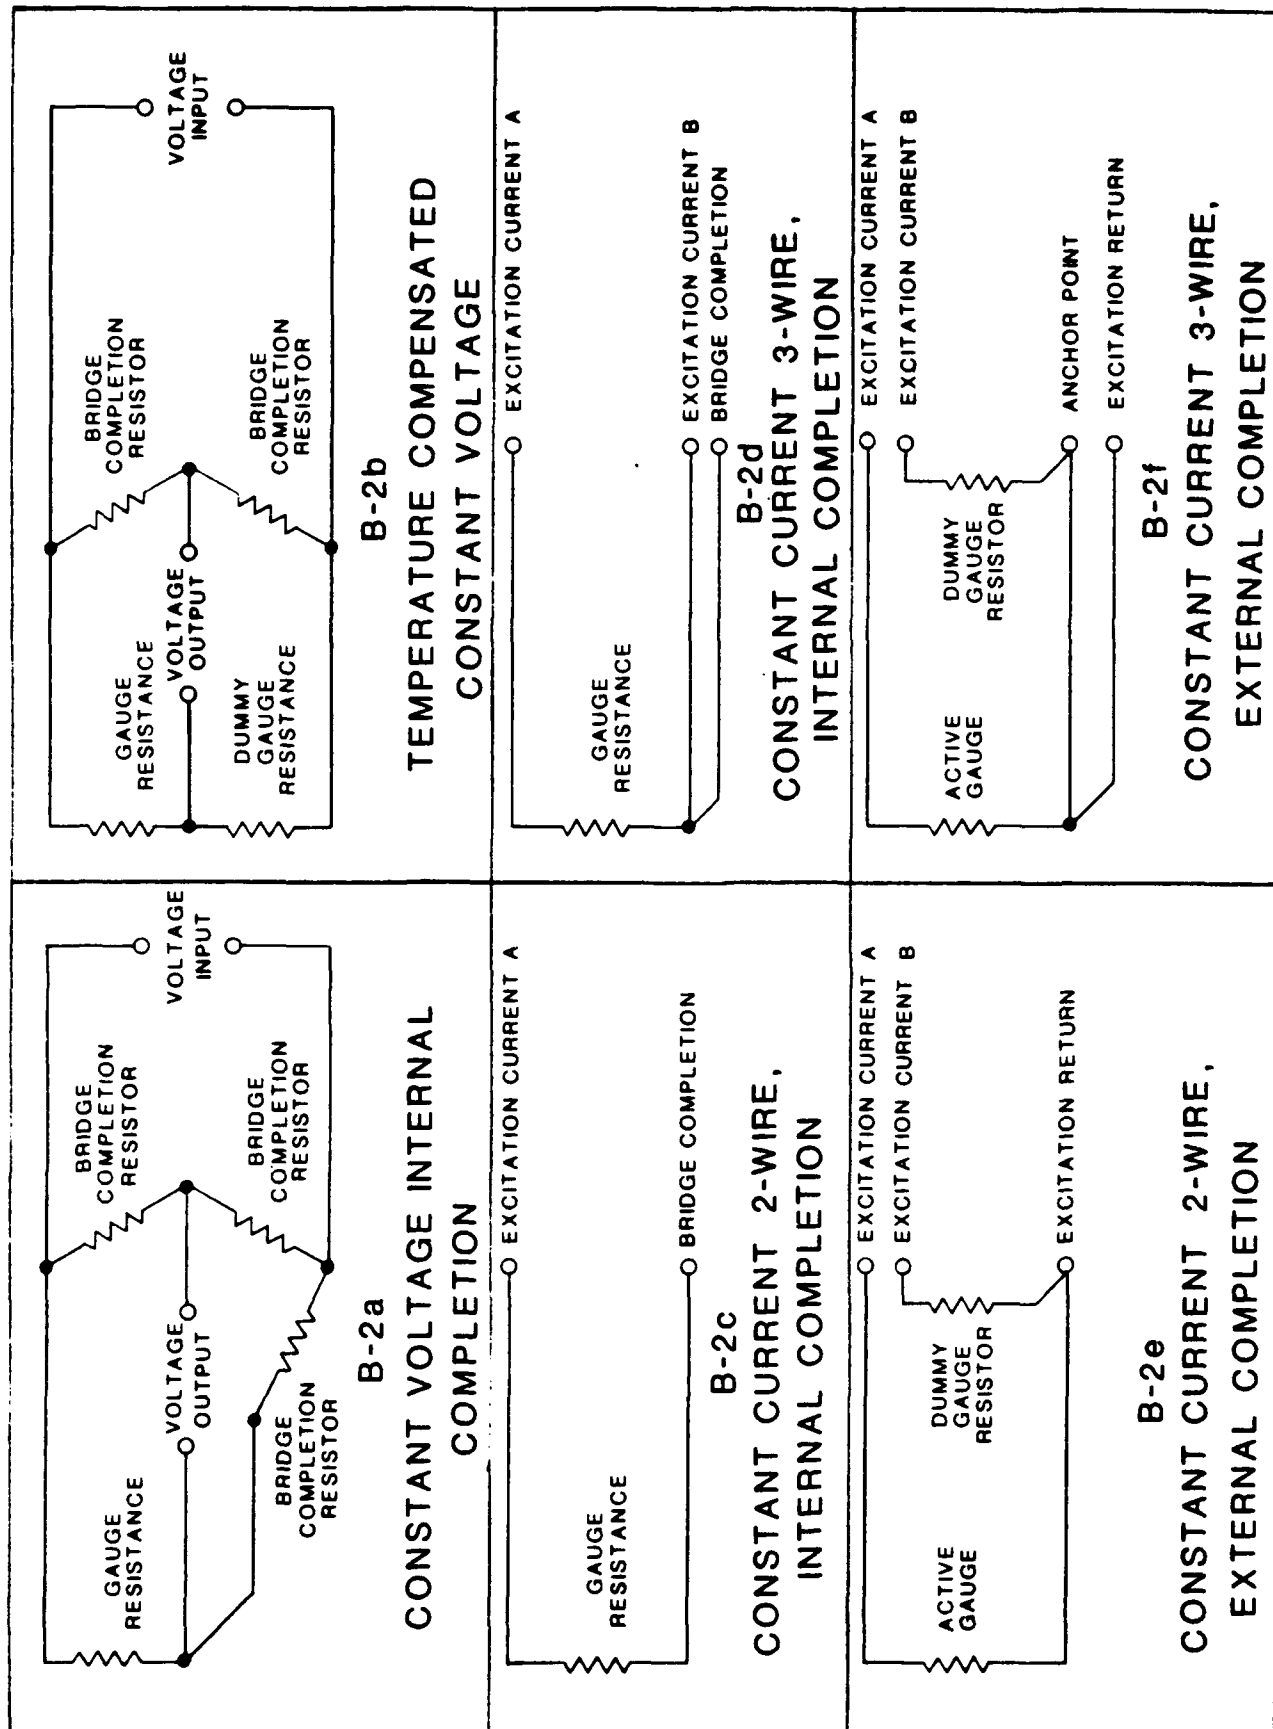 GAUGE
RESISTANCE
VOLTAGE
OUTPUT
BRIDGE
COMPLETION
RESISTOR
BRIDGE
COMPLETION
RESISTOR
BRIDGE
COMPLETION
RESISTOR
VOLTAGE
INPUT
B-2a
CONSTANT VOLTAGE INTERNAL
COMPLETION
GAUGE
RESISTANCE
VOLTAGE
OUTPUT
DUMMY
GAUGE
RESISTANCE
BRIDGE
COMPLETION
RESISTOR
BRIDGE
COMPLETION
RESISTOR
VOLTAGE
INPUT
B-2b
TEMPERATURE COMPENSATED
CONSTANT VOLTAGE
EXCITATION CURRENT A
GAUGE
RESISTANCE
BRIDGE COMPLETION
B-2c
CONSTANT CURRENT 2-WIRE,
INTERNAL COMPLETION
EXCITATION CURRENT A
GAUGE
RESISTANCE
EXCITATION CURRENT B
BRIDGE COMPLETION
B-2d
CONSTANT CURRENT 3-WIRE,
INTERNAL COMPLETION
EXCITATION CURRENT A
EXCITATION CURRENT B
ACTIVE
GAUGE
DUMMY
GAUGE
RESISTOR
EXCITATION RETURN
B-2e
CONSTANT CURRENT 2-WIRE,
EXTERNAL COMPLETION
EXCITATION CURRENT A
EXCITATION CURRENT B
ACTIVE
GAUGE
DUMMY
GAUGE
RESISTOR
ANCHOR POINT
EXCITATION RETURN
B-2f
CONSTANT CURRENT 3-WIRE,
EXTERNAL COMPLETION